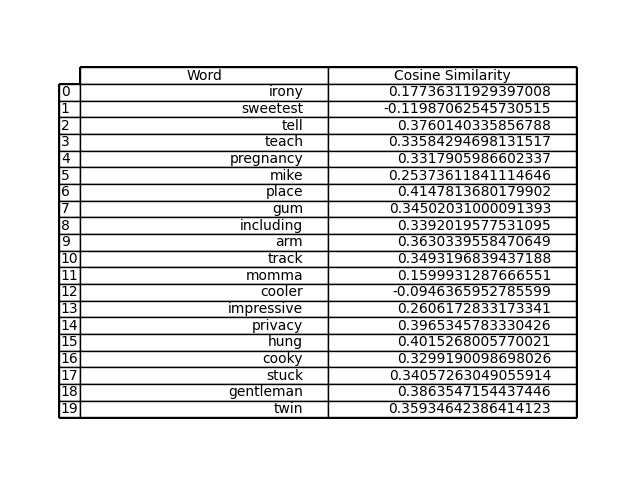 Word Cosine Similarity
0 irony 0.17736311929397008
1 sweetest -0.11987062545730515
2 tell 0.3760140335856788
3 teach 0.33584294698131517
4 pregnancy 0.3317905986602337
5 mike 0.25373611841114646
6 place 0.4147813680179902
7 gum 0.34502031000091393
8 including 0.3392019577531095
9 arm 0.3630339558470649
10 track 0.3493196839437188
11 momma 0.1599931287666551
12 cooler -0.0946365952785599
13 impressive 0.2606172833173341
14 privacy 0.3965345783330426
15 hung 0.4015268005770021
16 cooky 0.3299190098698026
17 stuck 0.34057263049055914
18 gentleman 0.3863547154437446
19 twin 0.35934642386414123